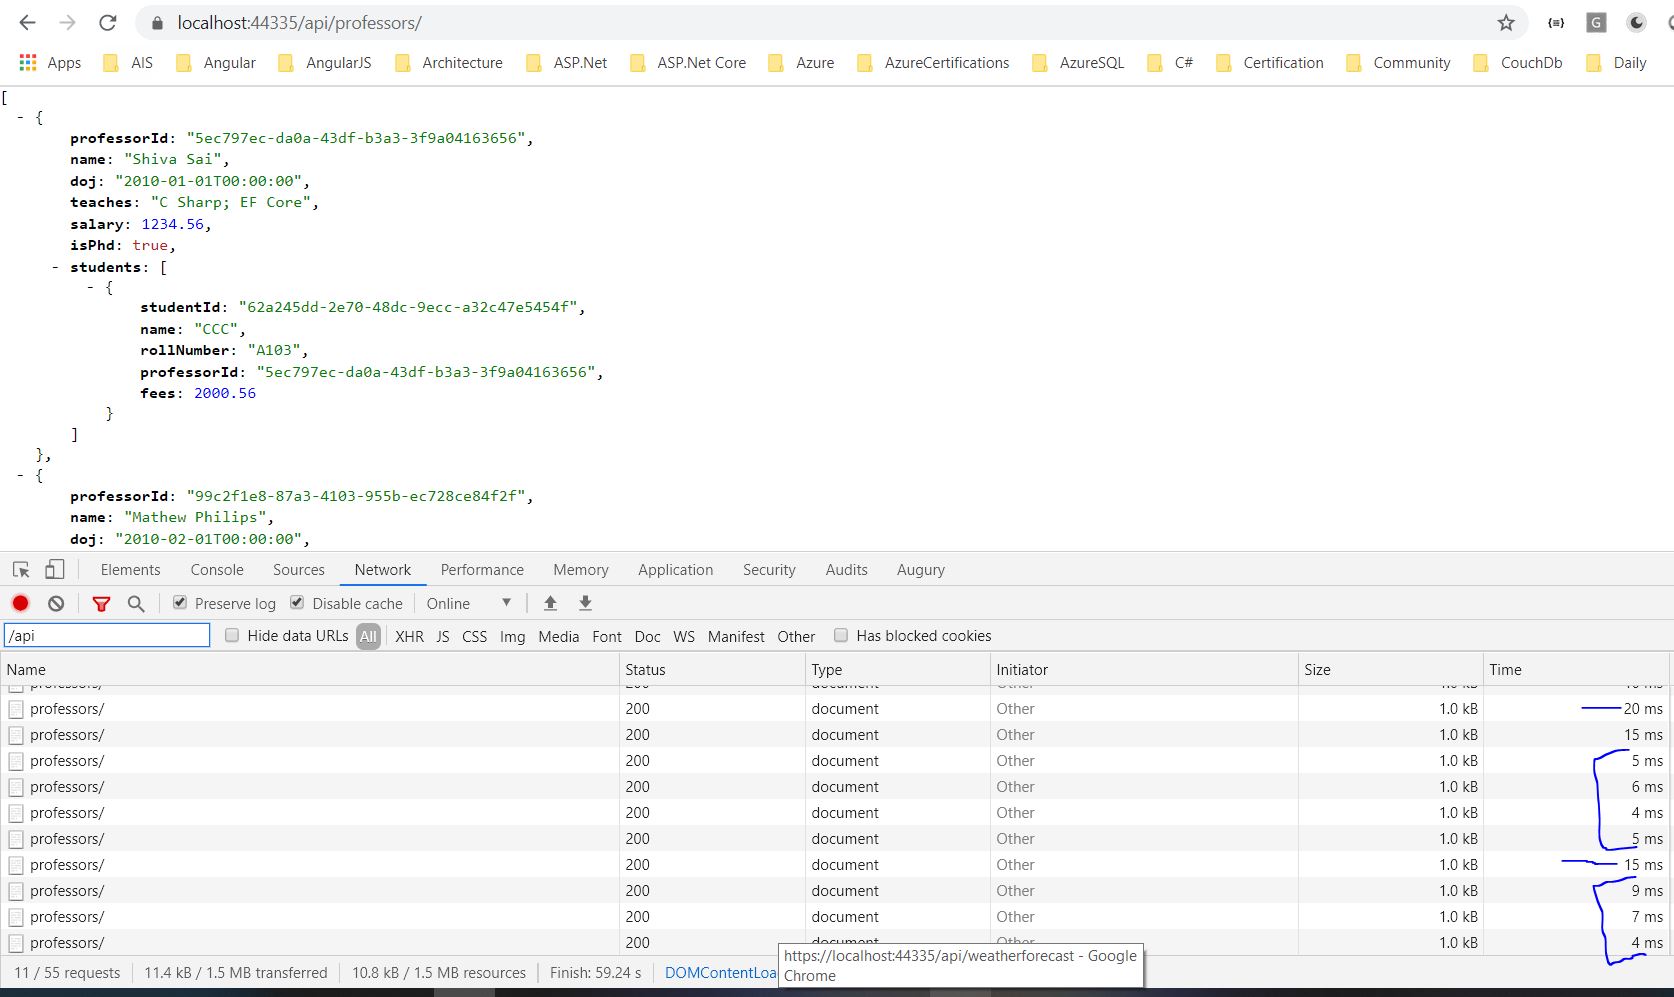 localhost:44335/api/professors/
G
Apps AIS Angular AngularJS Architecture ASP.Net ASP.Net Core Azure AzureCertifications AzureSQL C# Certification Community CouchDb Daily
[
- {
professorId: "5ec797ec-da0a-43df-b3a3-3f9a04163656",
name: "Shiva Sai",
doj: "2010-01-01T00:00:00",
teaches: "C Sharp; EF Core",
salary: 1234.56,
isPhd: true,
- students: [
- {
studentId: "62a245dd-2e70-48dc-9ecc-a32c47e5454f",
name: "CCC",
rollNumber: "A103",
professorId: "5ec797ec-da0a-43df-b3a3-3f9a04163656",
fees: 2000.56
}
]
},
- {
professorId: "99c2f1e8-87a3-4103-955b-ec728ce84f2f",
name: "Mathew Philips",
doj: "2010-02-01T00:00:00",
Elements Console Sources Network Performance Memory Application Security Audits Augury
Preserve log Disable cache Online
/api Hide data URLs All XHR JS CSS Img Media Font Doc WS Manifest Other Has blocked cookies
Name Status Type Initiator Size Time
professors/ 200 document Other 1.0 kB 20 ms
professors/ 200 document Other 1.0 kB 15 ms
professors/ 200 document Other 1.0 kB 5 ms
professors/ 200 document Other 1.0 kB 6 ms
professors/ 200 document Other 1.0 kB 4 ms
professors/ 200 document Other 1.0 kB 5 ms
professors/ 200 document Other 1.0 kB 15 ms
professors/ 200 document Other 1.0 kB 9 ms
professors/ 200 document Other 1.0 kB 7 ms
professors/ 200 document Other 1.0 kB 4 ms
11 / 55 requests 11.4 kB / 1.5 MB transferred 10.8 kB / 1.5 MB resources Finish: 59.24 s DOMContentLoa
https://localhost:44335/api/weatherforecast - Google
Chrome